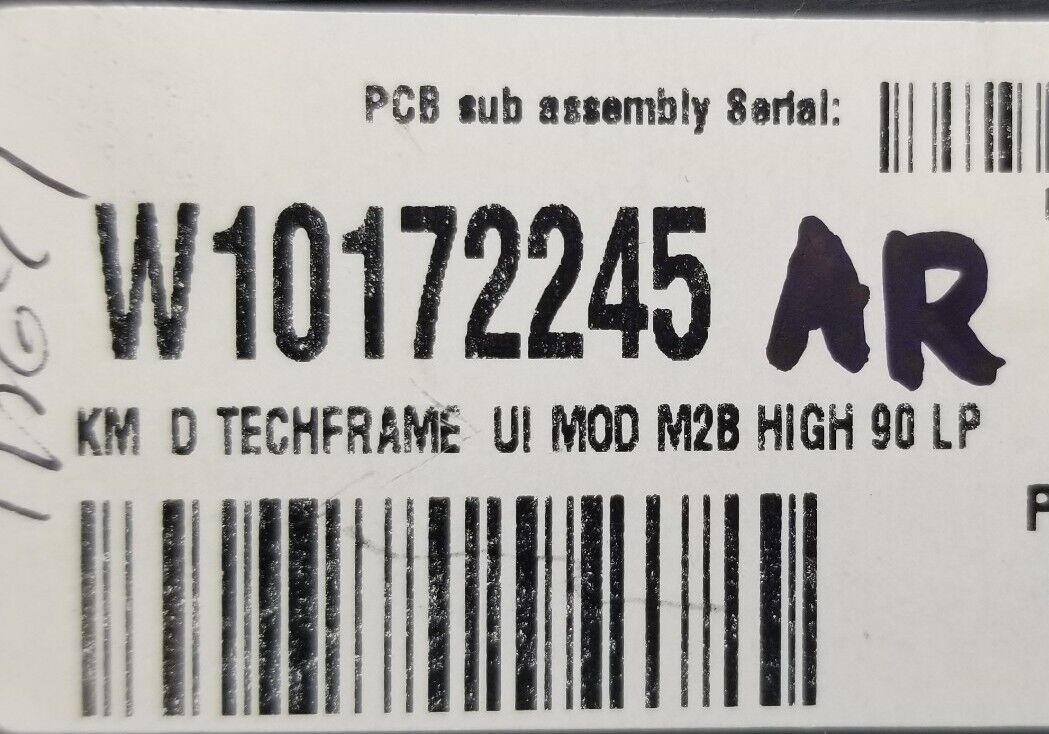 PCB sub assembly Serial:
W10172245 AR
KM D TECHFRAME UI MOD M2B HIGH 90 LP
P